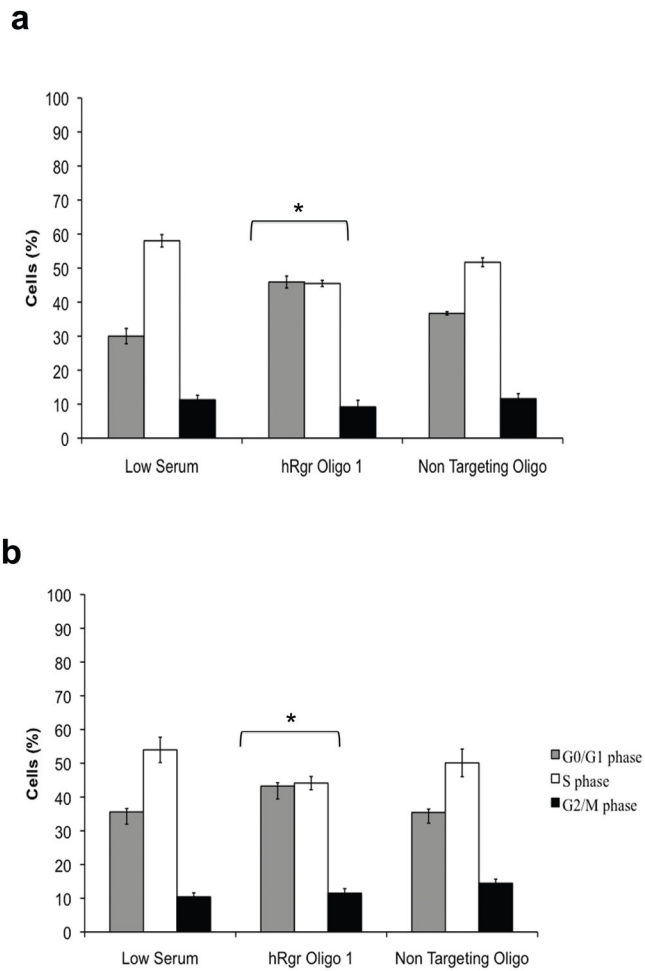 a
100
90
80
70
60
50
40
30
20
10
0
Cells (%)
*
Low Serum hRgr Oligo 1 Non Targeting Oligo
b
100
90
80
70
60
50
40
30
20
10
0
Cells (%)
*
G0/G1 phase
S phase
G2/M phase
Low Serum hRgr Oligo 1 Non Targeting Oligo